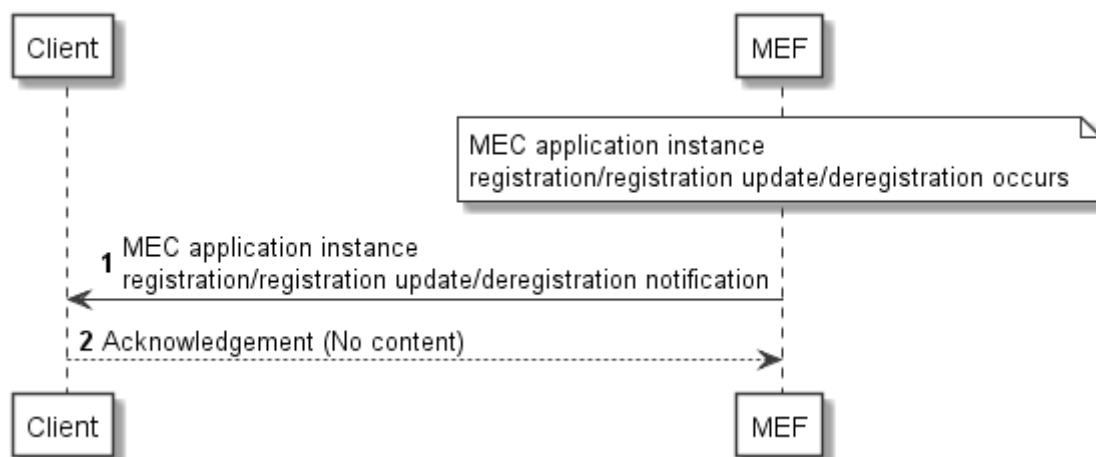 Client
MEF
MEC application instance
registration/registration update/deregistration occurs
1 MEC application instance
registration/registration update/deregistration notification
2 Acknowledgement (No content)
Client
MEF